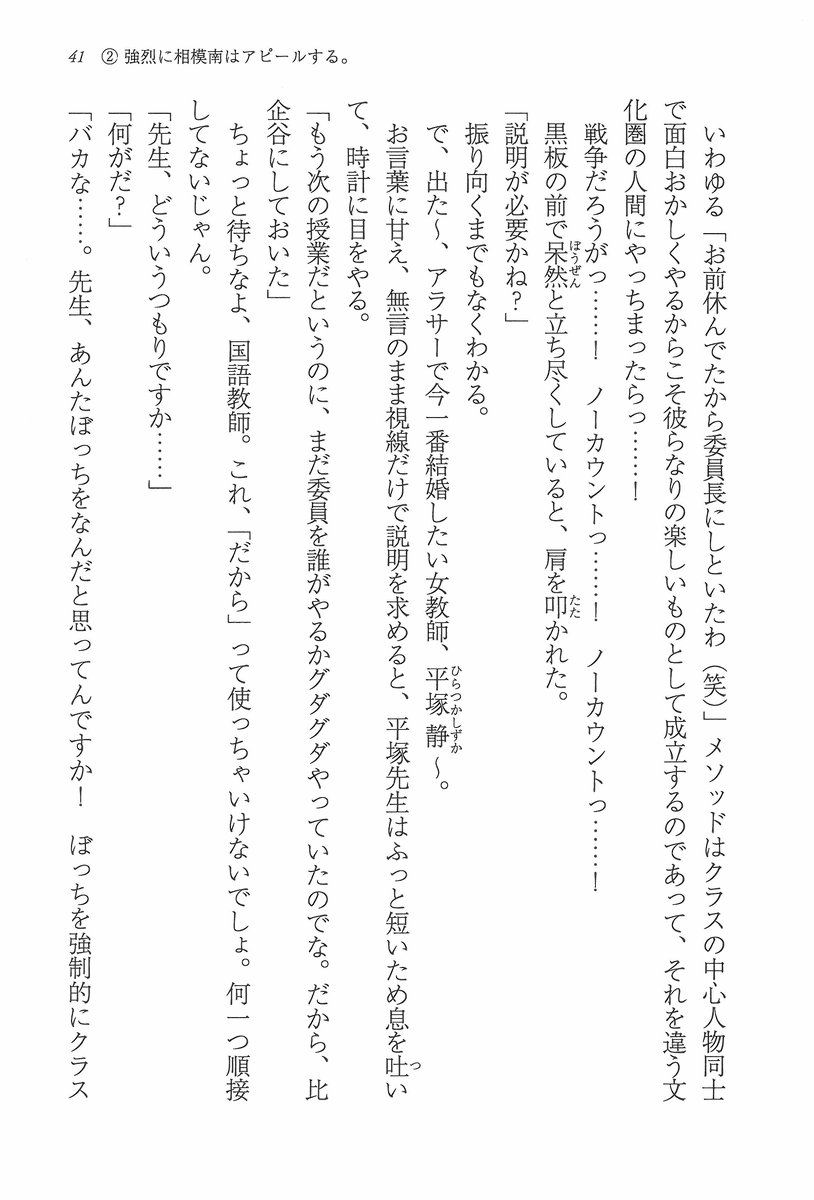 41　② 強烈に相模南はアピールする。
　いわゆる「お前休んでたから委員長にしといたわ（笑）」メソッドはクラスの中心人物同士
で面白おかしくやるからこそ彼らなりの楽しいものとして成立するのであって、それを違う文
化圏の人間にやっちまったらっ……！
　戦争だろうがっ……！　ノーカウントっ……！　ノーカウントっ……！
　黒板の前で呆然と立ち尽くしていると、肩を叩かれた。
ぼうぜん
たた
「説明が必要かね？」
　振り向くまでもなくわかる。
　で、出た〜、アラサーで今一番結婚したい女教師、平塚静〜。
ひらつかしずか
　お言葉に甘え、無言のまま視線だけで説明を求めると、平塚先生はふっと短いため息を吐い
つ
て、時計に目をやる。
「もう次の授業だというのに、まだ委員を誰がやるかグダグダやっていたのでな。だから、比
企谷にしておいた」
　ちょっと待ちなよ、国語教師。これ、「だから」って使っちゃいけないでしょ。何一つ順接
してないじゃん。
「先生、どういうつもりですか……」
「何がだ？」
「バカな……。先生、あんたぼっちをなんだと思ってんですか！　ぼっちを強制的にクラス